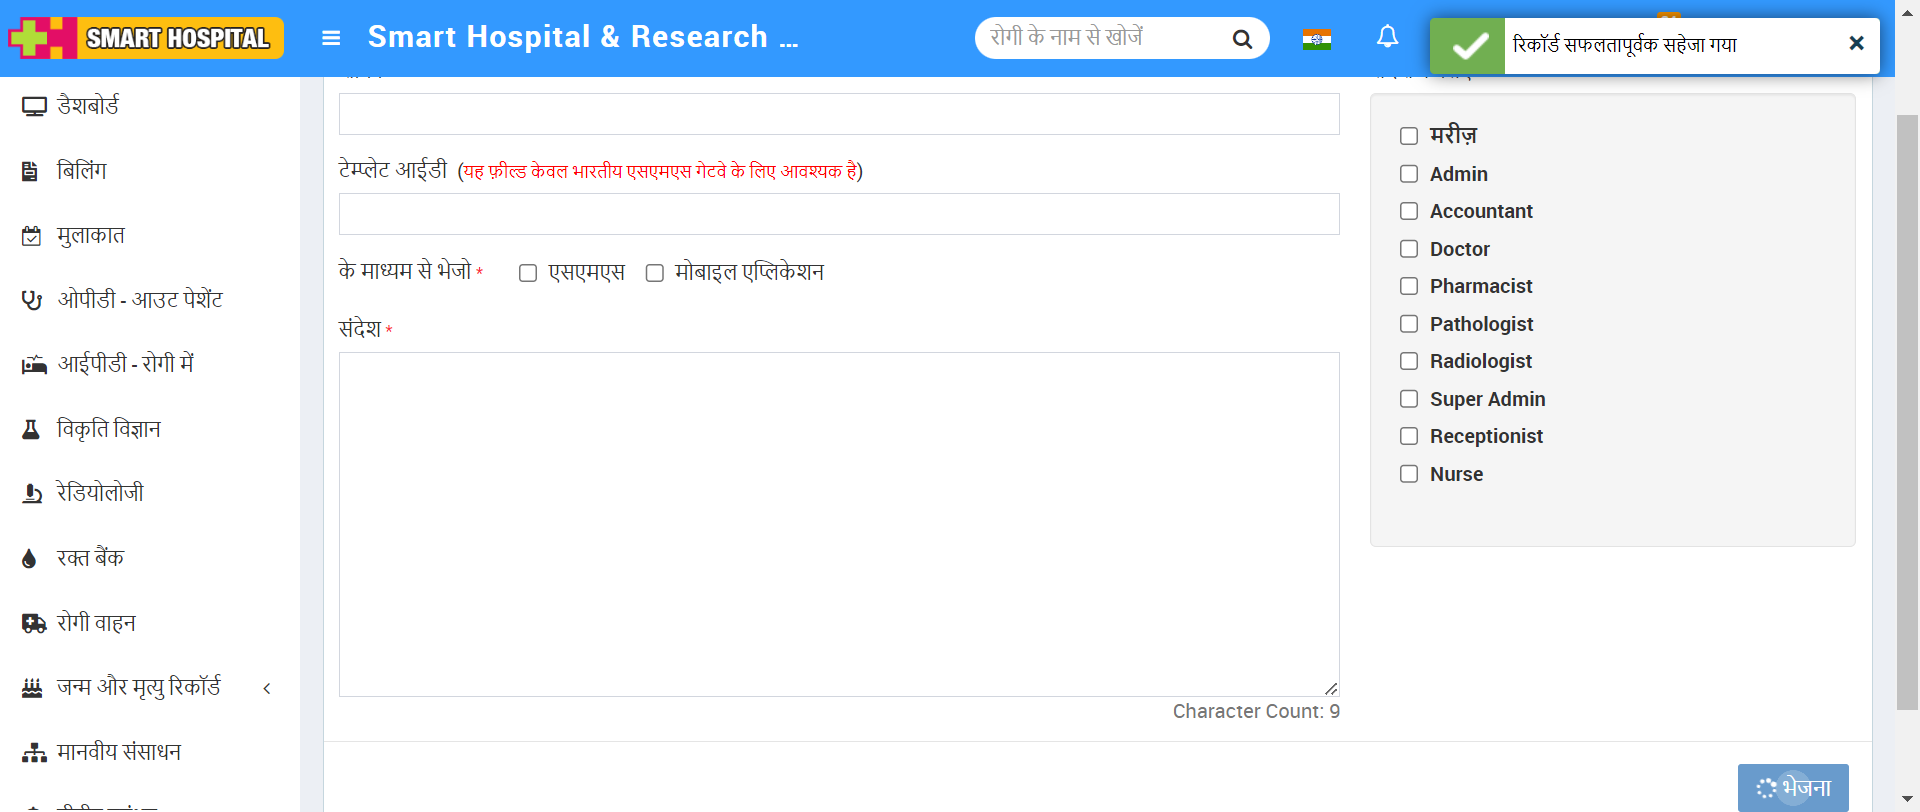 SMART HOSPITAL
Smart Hospital & Research ...
रोगी के नाम से खोजें
रिकॉर्ड सफलतापूर्वक सहेजा गया
डैशबोर्ड
बिलिंग
मुलाकात
ओपीडी - आउट पेशेंट
आईपीडी - रोगी में
विकृति विज्ञान
रेडियोलोजी
रक्त बैंक
रोगी वाहन
जन्म और मृत्यु रिकॉर्ड
मानवीय संसाधन
टेम्पलेट आईडी (यह फ़ील्ड केवल भारतीय एसएमएस गेटवे के लिए आवश्यक है)
के माध्यम से भेजो * एसएमएस मोबाइल एप्लिकेशन
संदेश *
Character Count: 9
मरीज़
Admin
Accountant
Doctor
Pharmacist
Pathologist
Radiologist
Super Admin
Receptionist
Nurse
भेजना